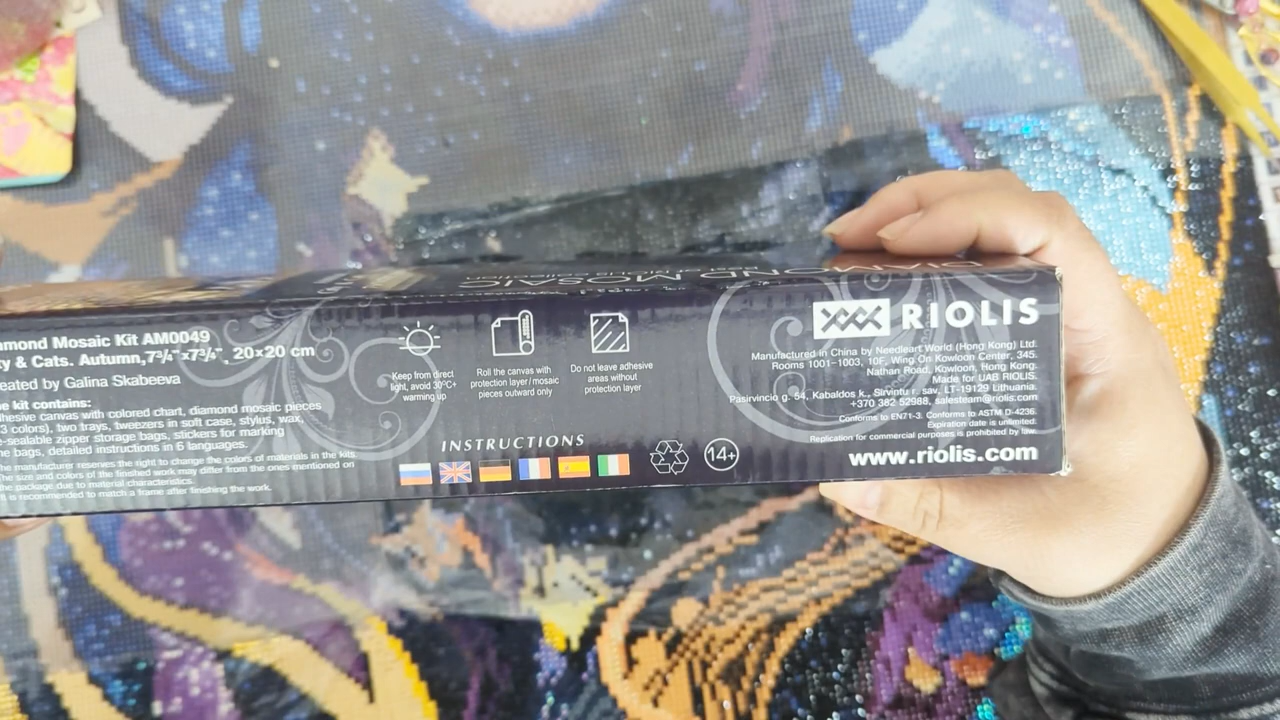 DIAMOND MOSAIC
amond Mosaic Kit AM0049
y & Cats. Autumn,7¾"x7¾", 20×20 cm
eated by Galina Skabeeva
e kit contains:
hesive canvas with colored chart, diamond mosaic pieces
3 colors), two trays, tweezers in soft case, stylus, wax,
e-sealable zipper storage bags, stickers for marking
he bags, detailed instructions in 6 languages.
he manufacturer reserves the right to change the colors of materials in the kits.
The size and colors of the finished work may differ from the ones mentioned on
he package due to material characteristics.
t is recommended to match a frame after finishing the work.
Keep from direct
light, avoid 30ºC+
warming up
Roll the canvas with
protection layer / mosaic
pieces outward only
Do not leave adhesive
areas without
protection layer
INSTRUCTIONS
14+
RIOLIS
Manufactured in China by Needleart World (Hong Kong) Ltd.
Rooms 1001-1003, 10F, Wing On Kowloon Center, 345.
Nathan Road, Kowloon, Hong Kong.
Made for UAB RIOLIS.
Pasirvincio g. 54, Kabaldos k., Sirvintu r. sav, LT-19129 Lithuania.
+370 382 52988, salesteam@riolis.com
Conforms to EN71-3. Conforms to ASTM D-4236.
Expiration date is unlimited.
Replication for commercial purposes is prohibited by law.
www.riolis.com